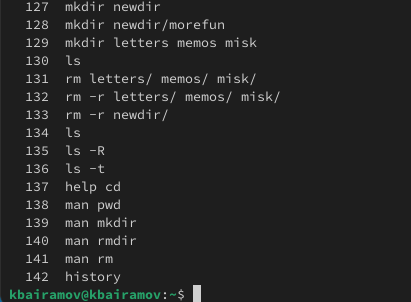 127 mkdir newdir
128 mkdir newdir/morefun
129 mkdir letters memos misk
130 ls
131 rm letters/ memos/ misk/
132 rm -r letters/ memos/ misk/
133 rm -r newdir/
134 ls
135 ls -R
136 ls -t
137 help cd
138 man pwd
139 man mkdir
140 man rmdir
141 man rm
142 history
kbairamov@kbairamov:~$